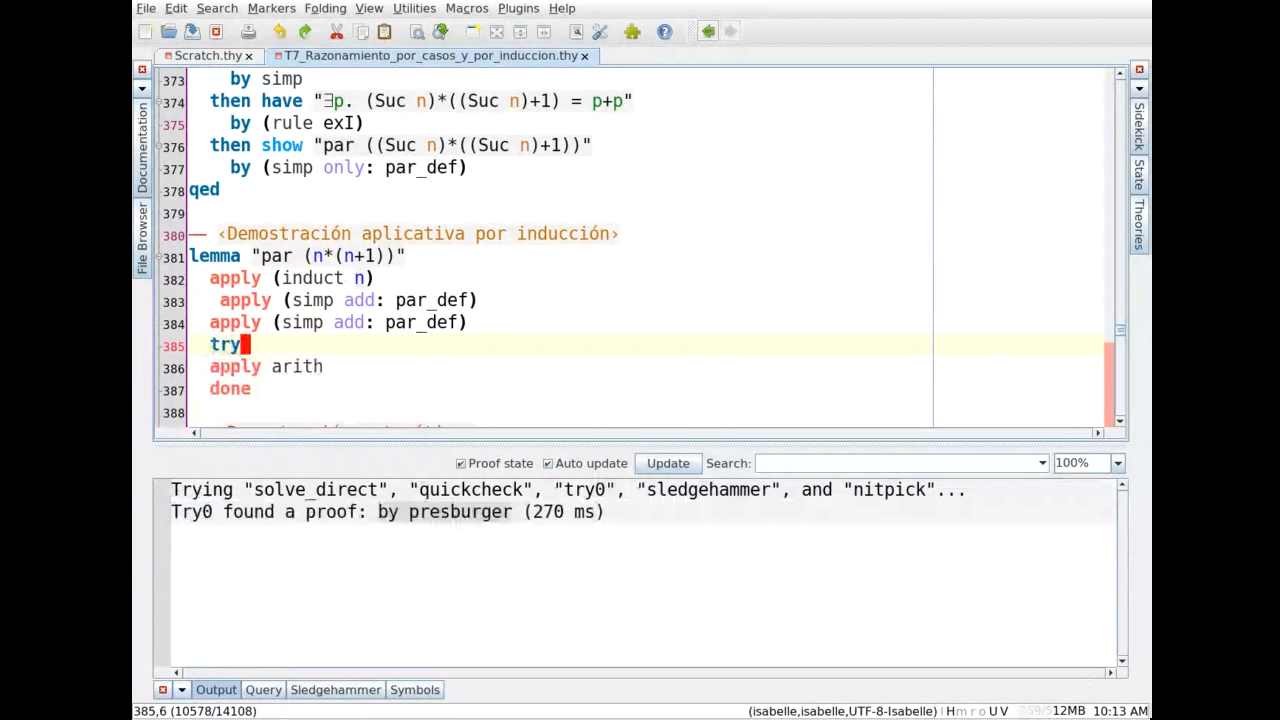 File Edit Search Markers Folding View Utilities Macros Plugins Help
Scratch.thy T7_Razonamiento_por_casos_y_por_induccion.thy
373 by simp
374 then have "∃p. (Suc n)*((Suc n)+1) = p+p"
375 by (rule exI)
376 then show "par ((Suc n)*((Suc n)+1))"
377 by (simp only: par_def)
378 qed
379
380 — ‹Demostración aplicativa por inducción›
381 lemma "par (n*(n+1))"
382 apply (induct n)
383 apply (simp add: par_def)
384 apply (simp add: par_def)
385 try
386 apply arith
387 done
388
Documentation
File Browser
Sidekick
State
Theories
Proof state Auto update Update Search: 100%
Trying "solve_direct", "quickcheck", "try0", "sledgehammer", and "nitpick"...
Try0 found a proof: by presburger (270 ms)
Output Query Sledgehammer Symbols
385,6 (10578/14108) (isabelle,isabelle,UTF-8-Isabelle) H m r o U V 12MB 10:13 AM